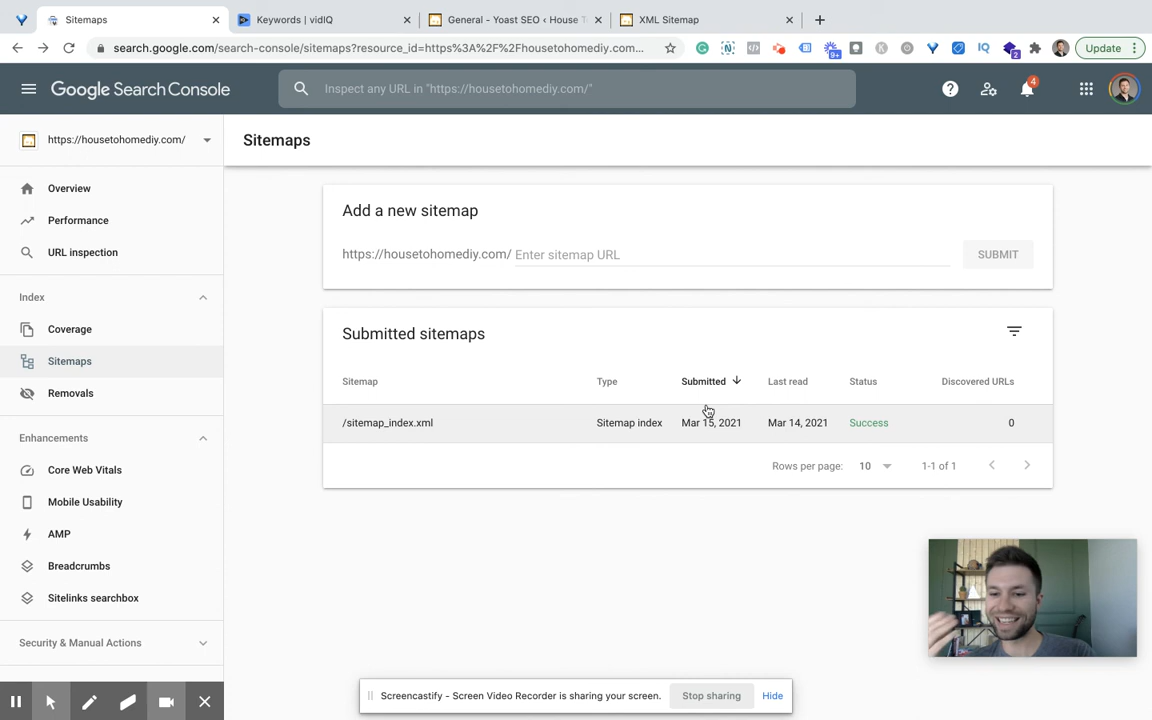 Sitemaps
Keywords | vidIQ
General - Yoast SEO ‹ House T
XML Sitemap
search.google.com/search-console/sitemaps?resource_id=https%3A%2F%2Fhousetohomediy.com...
IQ
9+
2
Update
Google Search Console
Inspect any URL in "https://housetohomediy.com/"
4
https://housetohomediy.com/
Sitemaps
Overview
Performance
URL inspection
Index
Coverage
Sitemaps
Removals
Enhancements
Core Web Vitals
Mobile Usability
AMP
Breadcrumbs
Sitelinks searchbox
Security & Manual Actions
Add a new sitemap
https://housetohomediy.com/ Enter sitemap URL
SUBMIT
Submitted sitemaps
Sitemap Type Submitted Last read Status Discovered URLs
/sitemap_index.xml Sitemap index Mar 15, 2021 Mar 14, 2021 Success 0
Rows per page: 10 1-1 of 1
Screencastify - Screen Video Recorder is sharing your screen. Stop sharing Hide